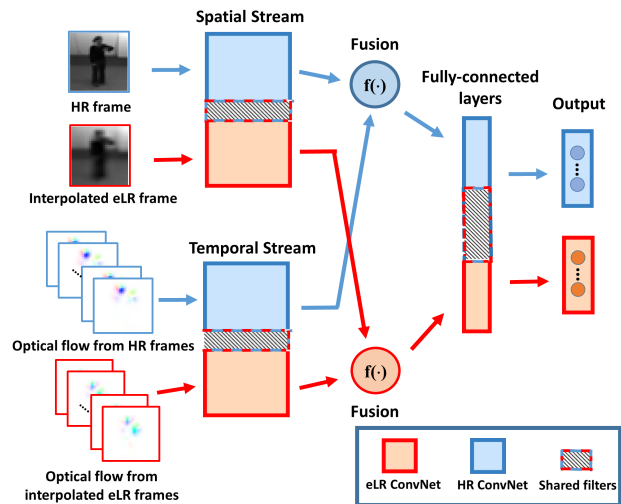 Spatial Stream
Fusion
f(·)
HR frame
Fully-connected
layers
Output
Interpolated eLR frame
Temporal Stream
Optical flow from HR frames
f(·)
Fusion
Optical flow from
interpolated eLR frames
eLR ConvNet
HR ConvNet
Shared filters